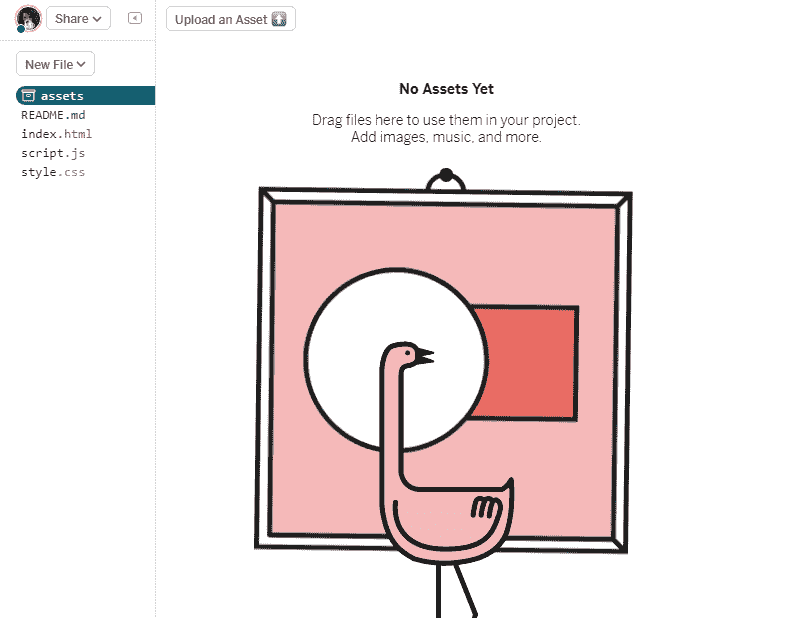 Share
Upload an Asset
New File
assets
README.md
index.html
script.js
style.css
No Assets Yet
Drag files here to use them in your project.
Add images, music, and more.